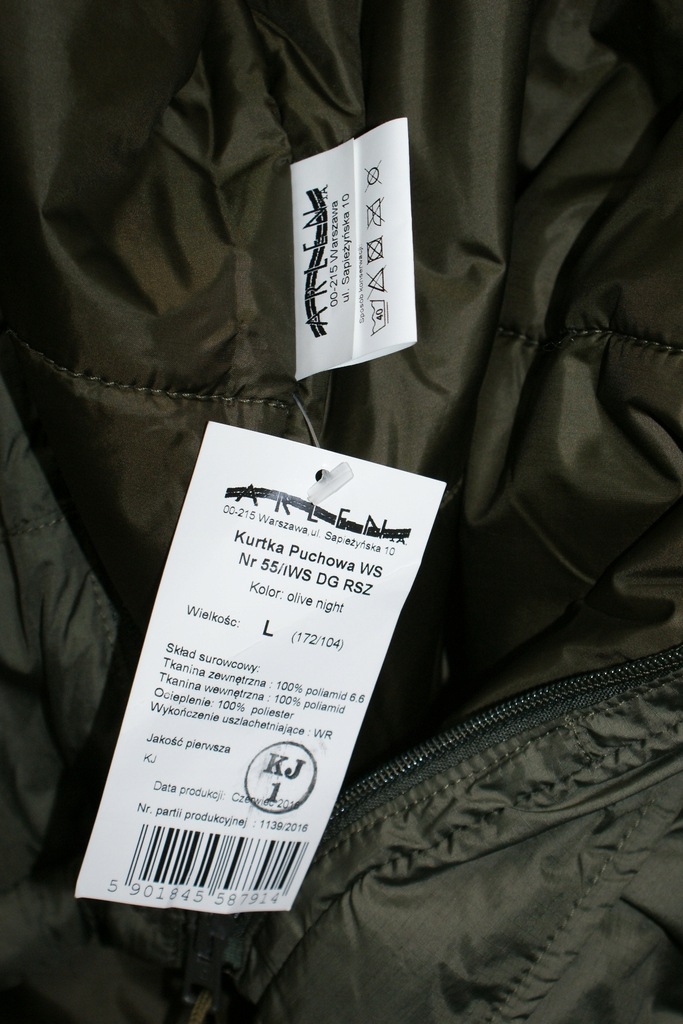 ARLEN S.A.
00-215 Warszawa
ul. Sapieżyńska 10
Sposób konserwacji:
40
ARLEN S.A.
00-215 Warszawa,ul. Sapieżyńska 10
Kurtka Puchowa WS
Nr 55/IWS DG RSZ
Kolor: olive night
Wielkość: L (172/104)
Skład surowcowy:
Tkanina zewnętrzna : 100% poliamid 6.6
Tkanina wewnętrzna : 100% poliamid
Ocieplenie: 100% poliester
Wykończenie uszlachetniające : WR
Jakość pierwsza
KJ
KJ
1
Data produkcji: Czerwiec 2016
Nr. partii produkcyjnej : 1139/2016
5 901845 587914